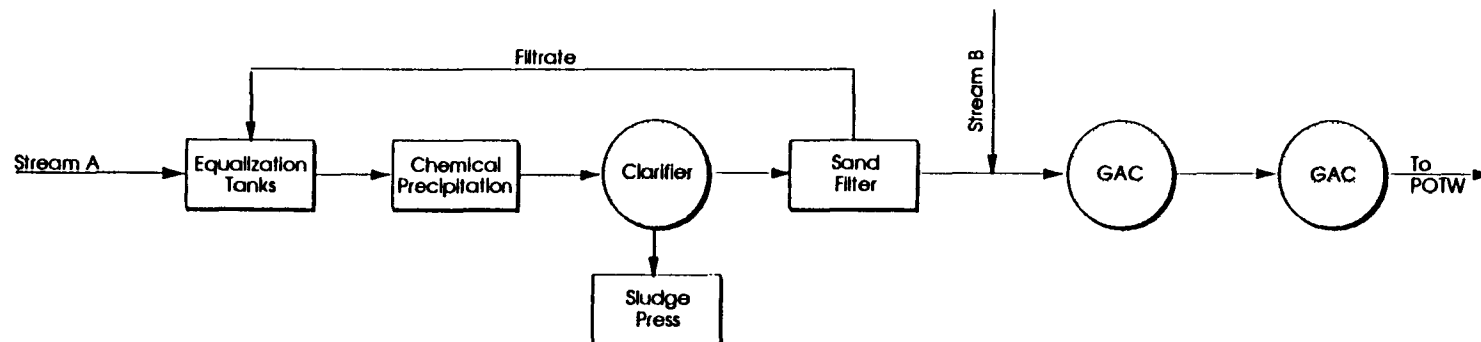 Filtrate
Stream B
Stream A
Equalization
Tanks
Chemical
Precipitation
Clarifier
Sand
Filter
GAC
GAC
To
POTW
Sludge
Press